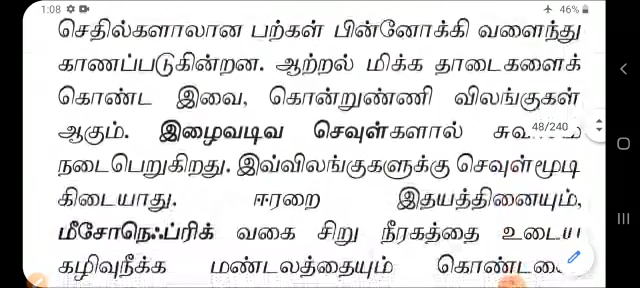 1:08 46%
செதில்களாலான பற்கள் பின்னோக்கி வளைந்து
காணப்படுகின்றன. ஆற்றல் மிக்க தாடைகளைக்
கொண்ட இவை, கொன்றுண்ணி விலங்குகள்
48/240
ஆகும். இழைவடிவ செவுள்களால்
நடைபெறுகிறது. இவ்விலங்குகளுக்கு செவுள்மூடி
கிடையாது. ஈரறை இதயத்தினையும்,
மீசோநெஃப்ரிக் வகை சிறு நீரகத்தை உடைய
கழிவுநீக்க மண்டலத்தையும்